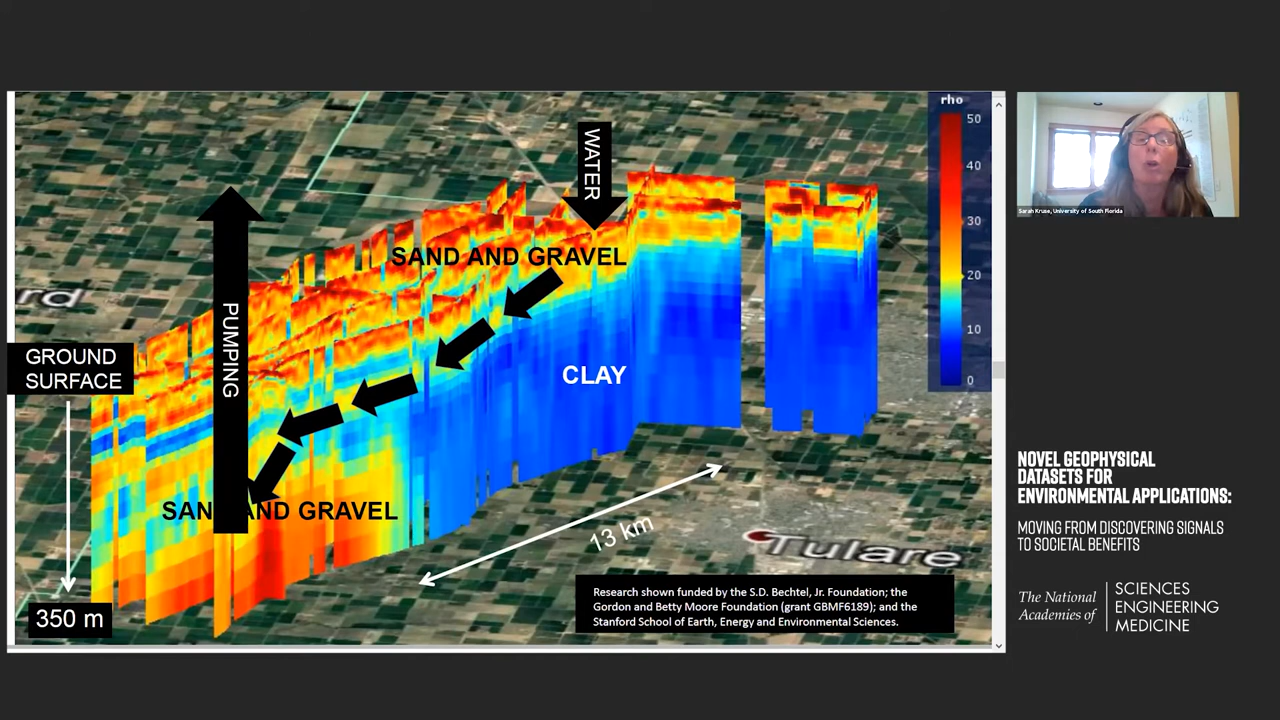 rho
50
40
30
20
10
0
WATER
SAND AND GRAVEL
PUMPING
rd
GROUND
SURFACE
CLAY
SAND AND GRAVEL
13 km
Tulare
350 m
Research shown funded by the S.D. Bechtel, Jr. Foundation; the
Gordon and Betty Moore Foundation (grant GBMF6189); and the
Stanford School of Earth, Energy and Environmental Sciences.
Sarah Kruse, University of South Florida
NOVEL GEOPHYSICAL
DATASETS FOR
ENVIRONMENTAL APPLICATIONS:
MOVING FROM DISCOVERING SIGNALS
TO SOCIETAL BENEFITS
The National
Academies of
SCIENCES
ENGINEERING
MEDICINE